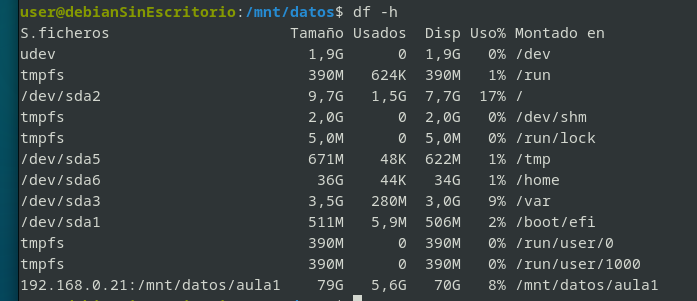 user@debianSinEscritorio:/mnt/datos$ df -h
S.ficheros Tamaño Usados Disp Uso% Montado en
udev 1,9G 0 1,9G 0% /dev
tmpfs 390M 624K 390M 1% /run
/dev/sda2 9,7G 1,5G 7,7G 17% /
tmpfs 2,0G 0 2,0G 0% /dev/shm
tmpfs 5,0M 0 5,0M 0% /run/lock
/dev/sda5 671M 48K 622M 1% /tmp
/dev/sda6 36G 44K 34G 1% /home
/dev/sda3 3,5G 280M 3,0G 9% /var
/dev/sda1 511M 5,9M 506M 2% /boot/efi
tmpfs 390M 0 390M 0% /run/user/0
tmpfs 390M 0 390M 0% /run/user/1000
192.168.0.21:/mnt/datos/aula1 79G 5,6G 70G 8% /mnt/datos/aula1